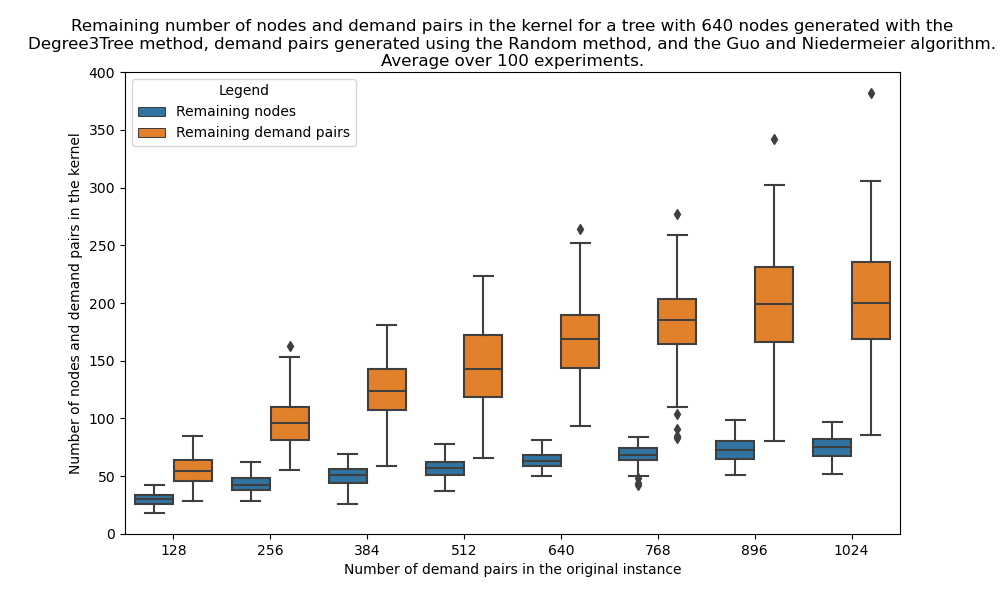 Remaining number of nodes and demand pairs in the kernel for a tree with 640 nodes generated with the
Degree3Tree method, demand pairs generated using the Random method, and the Guo and Niedermeier algorithm.
Average over 100 experiments.
Legend
Remaining nodes
Remaining demand pairs
Number of nodes and demand pairs in the kernel
400
350
300
250
200
150
100
50
0
128 256 384 512 640 768 896 1024
Number of demand pairs in the original instance